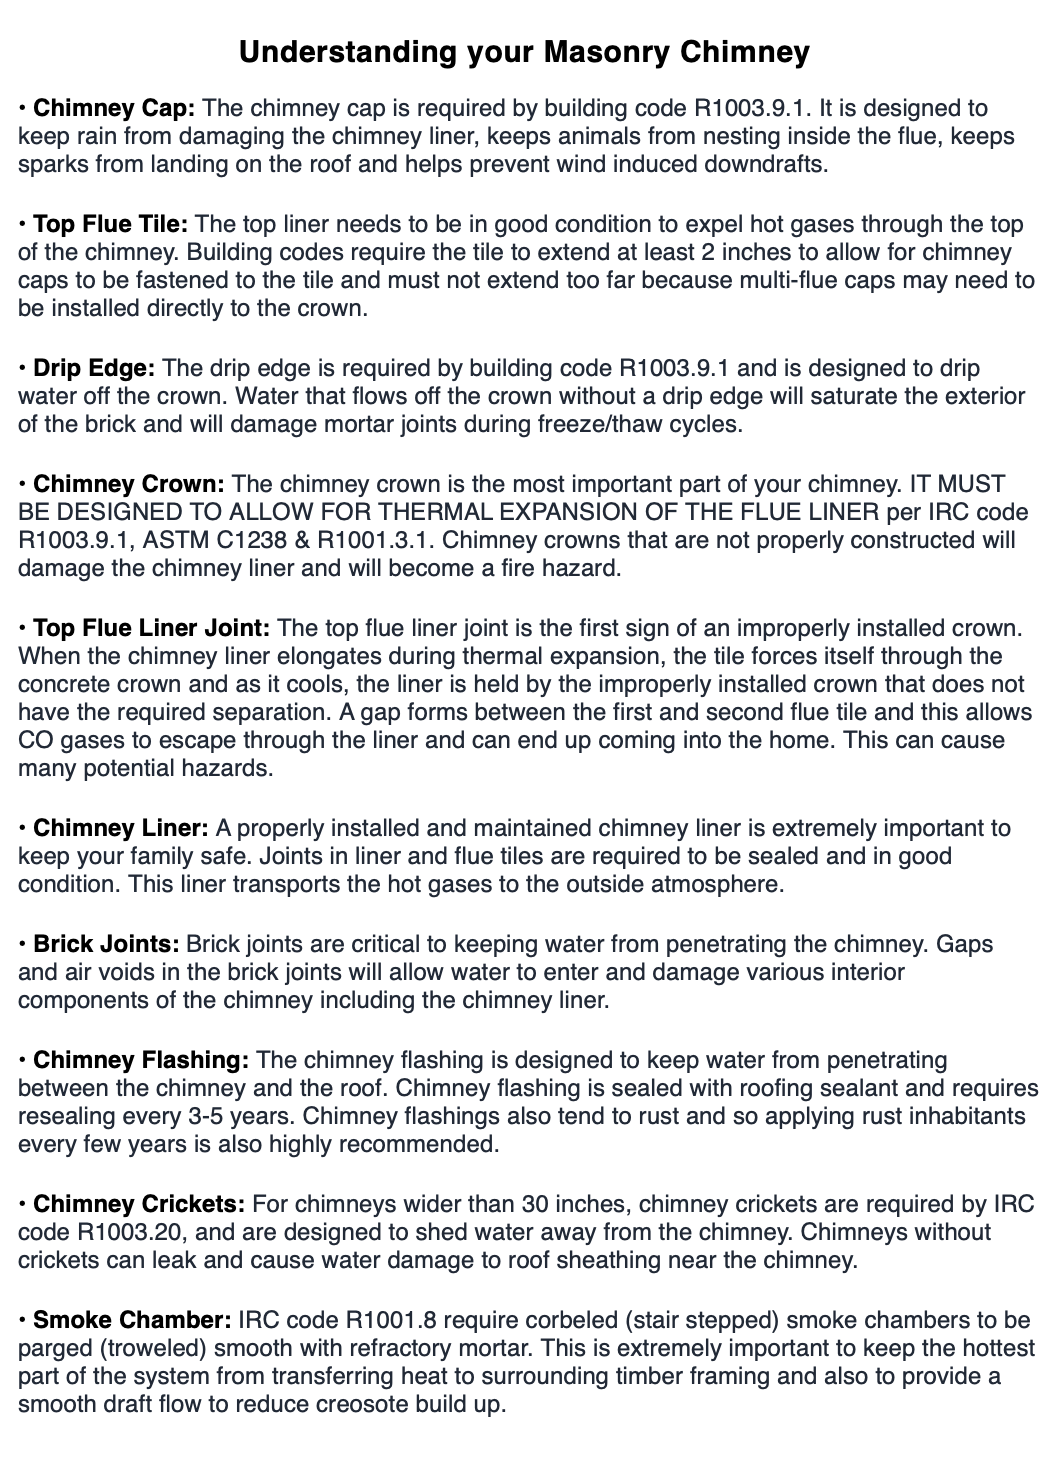 Understanding your Masonry Chimney
• Chimney Cap: The chimney cap is required by building code R1003.9.1. It is designed to
keep rain from damaging the chimney liner, keeps animals from nesting inside the flue, keeps
sparks from landing on the roof and helps prevent wind induced downdrafts.
• Top Flue Tile: The top liner needs to be in good condition to expel hot gases through the top
of the chimney. Building codes require the tile to extend at least 2 inches to allow for chimney
caps to be fastened to the tile and must not extend too far because multi-flue caps may need to
be installed directly to the crown.
• Drip Edge: The drip edge is required by building code R1003.9.1 and is designed to drip
water off the crown. Water that flows off the crown without a drip edge will saturate the exterior
of the brick and will damage mortar joints during freeze/thaw cycles.
• Chimney Crown: The chimney crown is the most important part of your chimney. IT MUST
BE DESIGNED TO ALLOW FOR THERMAL EXPANSION OF THE FLUE LINER per IRC code
R1003.9.1, ASTM C1238 & R1001.3.1. Chimney crowns that are not properly constructed will
damage the chimney liner and will become a fire hazard.
• Top Flue Liner Joint: The top flue liner joint is the first sign of an improperly installed crown.
When the chimney liner elongates during thermal expansion, the tile forces itself through the
concrete crown and as it cools, the liner is held by the improperly installed crown that does not
have the required separation. A gap forms between the first and second flue tile and this allows
CO gases to escape through the liner and can end up coming into the home. This can cause
many potential hazards.
• Chimney Liner: A properly installed and maintained chimney liner is extremely important to
keep your family safe. Joints in liner and flue tiles are required to be sealed and in good
condition. This liner transports the hot gases to the outside atmosphere.
• Brick Joints: Brick joints are critical to keeping water from penetrating the chimney. Gaps
and air voids in the brick joints will allow water to enter and damage various interior
components of the chimney including the chimney liner.
• Chimney Flashing: The chimney flashing is designed to keep water from penetrating
between the chimney and the roof. Chimney flashing is sealed with roofing sealant and requires
resealing every 3-5 years. Chimney flashings also tend to rust and so applying rust inhabitants
every few years is also highly recommended.
• Chimney Crickets: For chimneys wider than 30 inches, chimney crickets are required by IRC
code R1003.20, and are designed to shed water away from the chimney. Chimneys without
crickets can leak and cause water damage to roof sheathing near the chimney.
• Smoke Chamber: IRC code R1001.8 require corbeled (stair stepped) smoke chambers to be
parged (troweled) smooth with refractory mortar. This is extremely important to keep the hottest
part of the system from transferring heat to surrounding timber framing and also to provide a
smooth draft flow to reduce creosote build up.